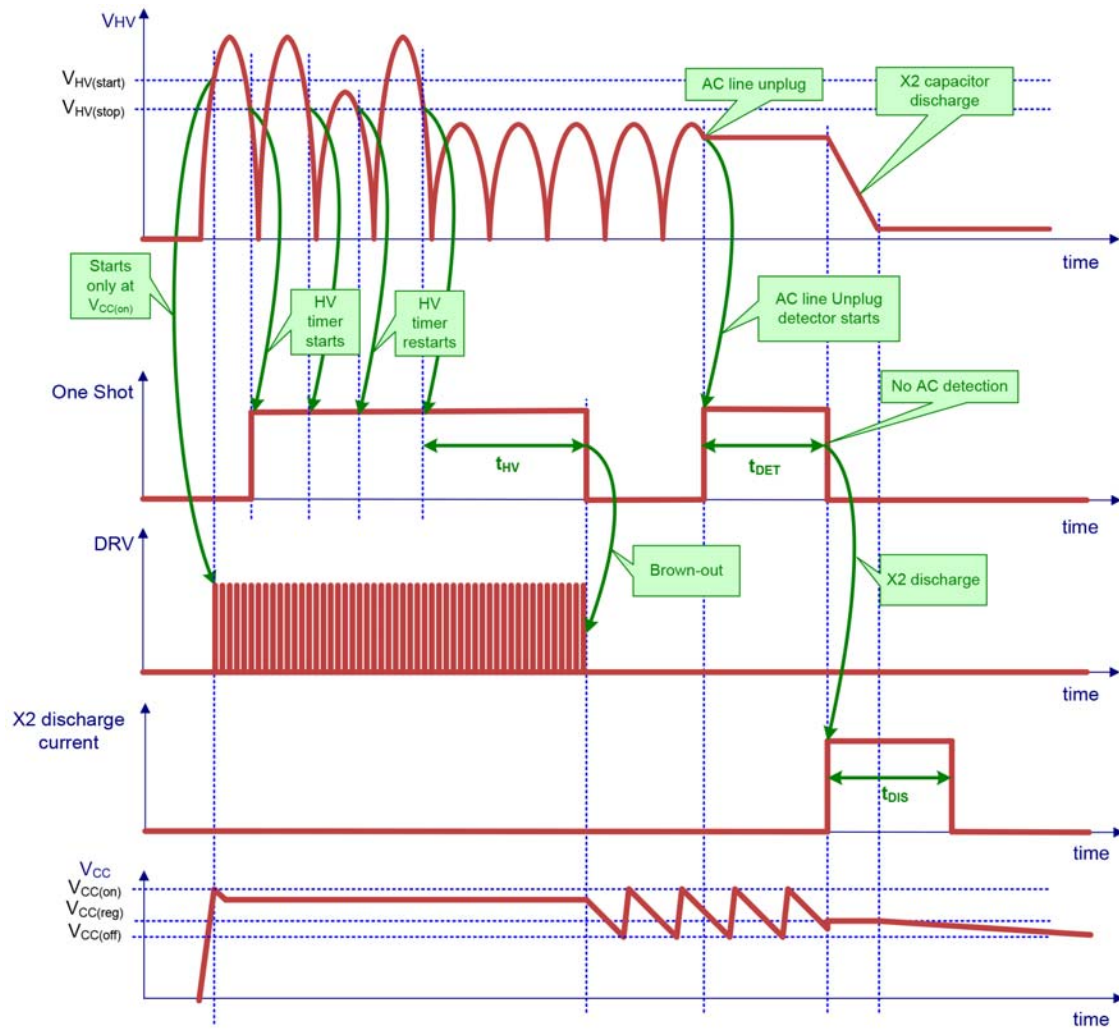 VHV
VHV(start)
VHV(stop)
AC line unplug
X2 capacitor
discharge
time
Starts
only at
VCC(on)
HV
timer
starts
HV
timer
restarts
AC line Unplug
detector starts
One Shot
No AC detection
tHV
tDET
time
DRV
Brown-out
X2 discharge
time
X2 discharge
current
tDIS
time
VCC
VCC(on)
VCC(reg)
VCC(off)
time